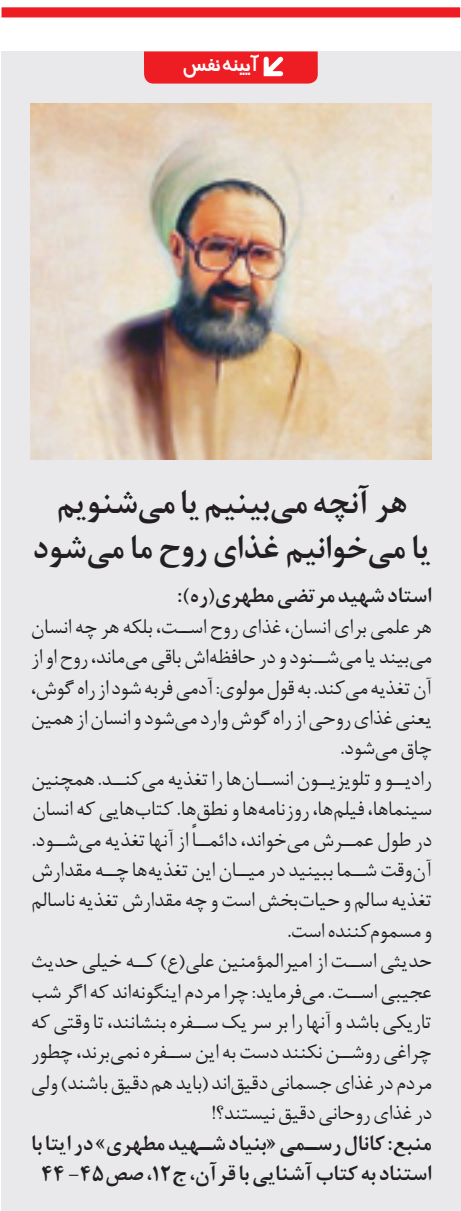 آیینه نفس
هر آنچه می‌بینیم یا می‌شنویم
یا می‌خوانیم غذای روح ما می‌شود
استاد شهید مرتضی مطهری(ره):
هر علمی برای انسان، غذای روح است، بلکه هر چه انسان
می‌بیند یا می‌شنود و در حافظه‌اش باقی می‌ماند، روح او از
آن تغذیه می‌کند. به قول مولوی: آدمی فربه شود از راه گوش،
یعنی غذای روحی از راه گوش وارد می‌شود و انسان از همین
چاق می‌شود.
رادیو و تلویزیون انسان‌ها را تغذیه می‌کند. همچنین
سینماها، فیلم‌ها، روزنامه‌ها و نطق‌ها. کتاب‌هایی که انسان
در طول عمرش می‌خواند، دائماً از آنها تغذیه می‌شود.
آن‌وقت شما ببینید در میان این تغذیه‌ها چه مقدارش
تغذیه سالم و حیات‌بخش است و چه مقدارش تغذیه ناسالم
و مسموم‌کننده است.
حدیثی است از امیرالمؤمنین علی(ع) که خیلی حدیث
عجیبی است. می‌فرماید: چرا مردم اینگونه‌اند که اگر شب
تاریکی باشد و آنها را بر سر یک سفره بنشانند، تا وقتی که
چراغی روشن نکنند دست به این سفره نمی‌برند، چطور
مردم در غذای جسمانی دقیق‌اند (باید هم دقیق باشند) ولی
در غذای روحانی دقیق نیستند؟!
منبع: کانال رسمی «بنیاد شهید مطهری» در ایتا با
استناد به کتاب آشنایی با قرآن، ج۱۲، صص۴۵- ۴۴